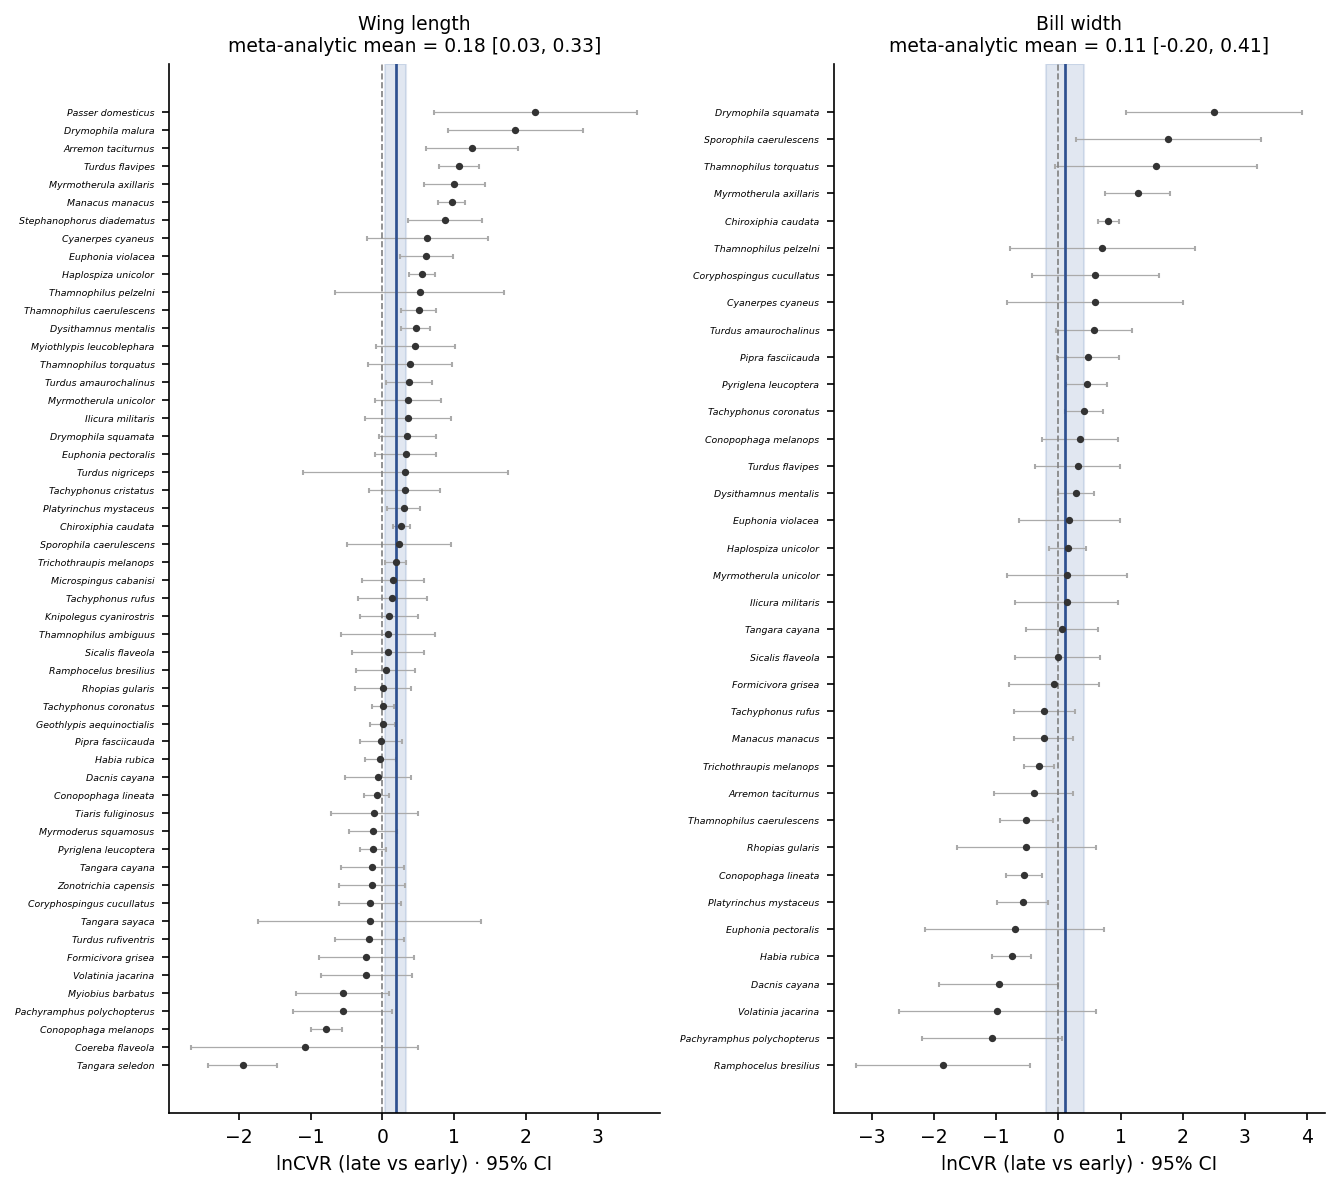 Wing length
meta-analytic mean = 0.18 [0.03, 0.33]
Passer domesticus
Drymophila malura
Arremon taciturnus
Turdus flavipes
Myrmotherula axillaris
Manacus manacus
Stephanophorus diadematus
Cyanerpes cyaneus
Euphonia violacea
Haplospiza unicolor
Thamnophilus pelzelni
Thamnophilus caerulescens
Dysithamnus mentalis
Myiothlypis leucoblephara
Thamnophilus torquatus
Turdus amaurochalinus
Myrmotherula unicolor
Ilicura militaris
Drymophila squamata
Euphonia pectoralis
Turdus nigriceps
Tachyphonus cristatus
Platyrinchus mystaceus
Chiroxiphia caudata
Sporophila caerulescens
Trichothraupis melanops
Microspingus cabanisi
Tachyphonus rufus
Knipolegus cyanirostris
Thamnophilus ambiguus
Sicalis flaveola
Ramphocelus bresilius
Rhopias gularis
Tachyphonus coronatus
Geothlypis aequinoctialis
Pipra fasciicauda
Habia rubica
Dacnis cayana
Conopophaga lineata
Tiaris fuliginosus
Myrmoderus squamosus
Pyriglena leucoptera
Tangara cayana
Zonotrichia capensis
Coryphospingus cucullatus
Tangara sayaca
Turdus rufiventris
Formicivora grisea
Volatinia jacarina
Myiobius barbatus
Pachyramphus polychopterus
Conopophaga melanops
Coereba flaveola
Tangara seledon
−2 −1 0 1 2 3
lnCVR (late vs early) · 95% CI
Bill width
meta-analytic mean = 0.11 [-0.20, 0.41]
Drymophila squamata
Sporophila caerulescens
Thamnophilus torquatus
Myrmotherula axillaris
Chiroxiphia caudata
Thamnophilus pelzelni
Coryphospingus cucullatus
Cyanerpes cyaneus
Turdus amaurochalinus
Pipra fasciicauda
Pyriglena leucoptera
Tachyphonus coronatus
Conopophaga melanops
Turdus flavipes
Dysithamnus mentalis
Euphonia violacea
Haplospiza unicolor
Myrmotherula unicolor
Ilicura militaris
Tangara cayana
Sicalis flaveola
Formicivora grisea
Tachyphonus rufus
Manacus manacus
Trichothraupis melanops
Arremon taciturnus
Thamnophilus caerulescens
Rhopias gularis
Conopophaga lineata
Platyrinchus mystaceus
Euphonia pectoralis
Habia rubica
Dacnis cayana
Volatinia jacarina
Pachyramphus polychopterus
Ramphocelus bresilius
−3 −2 −1 0 1 2 3 4
lnCVR (late vs early) · 95% CI